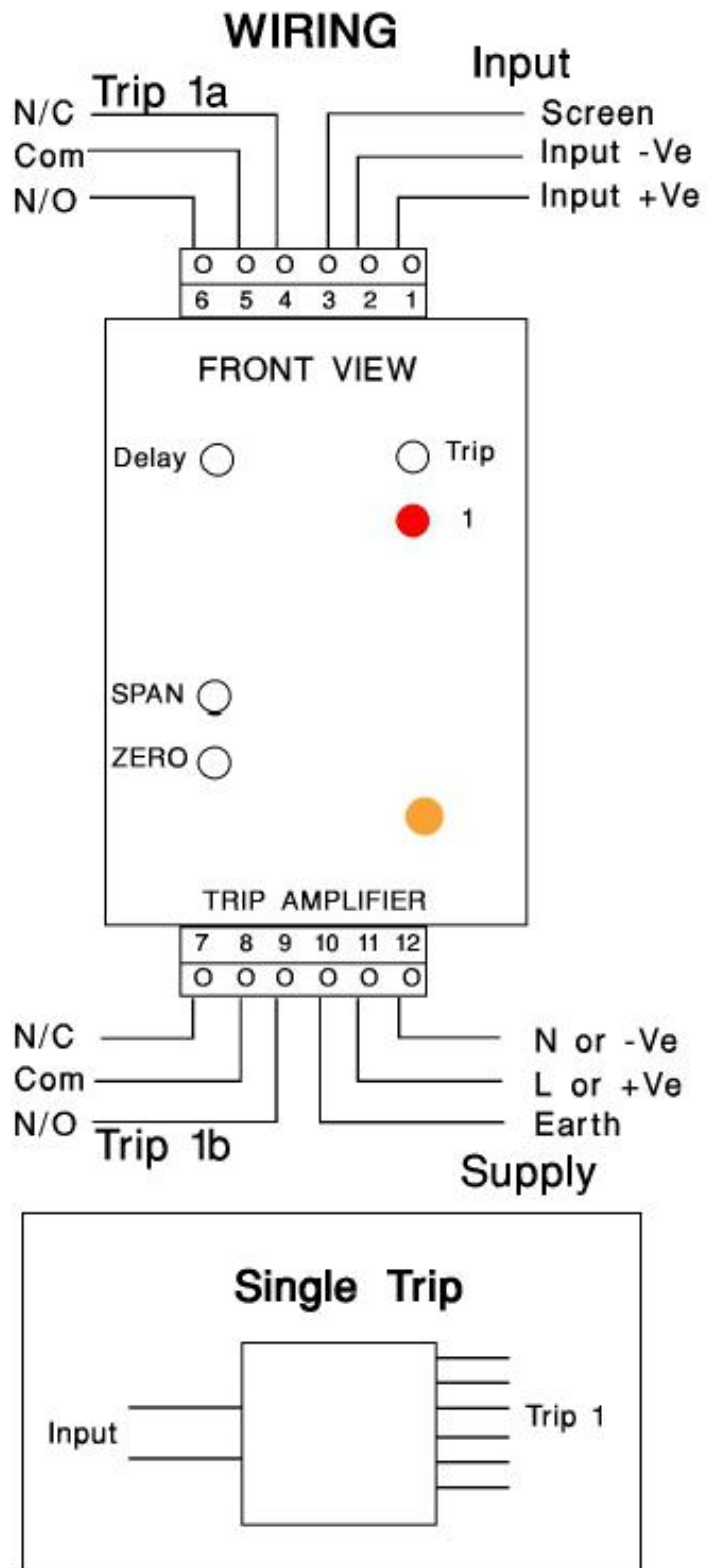 WIRING
Trip 1a
Input
N/C
Screen
Com
Input -Ve
N/O
Input +Ve
O O O O O O
6 5 4 3 2 1
FRONT VIEW
Delay
Trip
1
SPAN
ZERO
TRIP AMPLIFIER
7 8 9 10 11 12
O O O O O O
N/C
N or -Ve
Com
L or +Ve
N/O
Earth
Trip 1b
Supply
Single Trip
Input
Trip 1